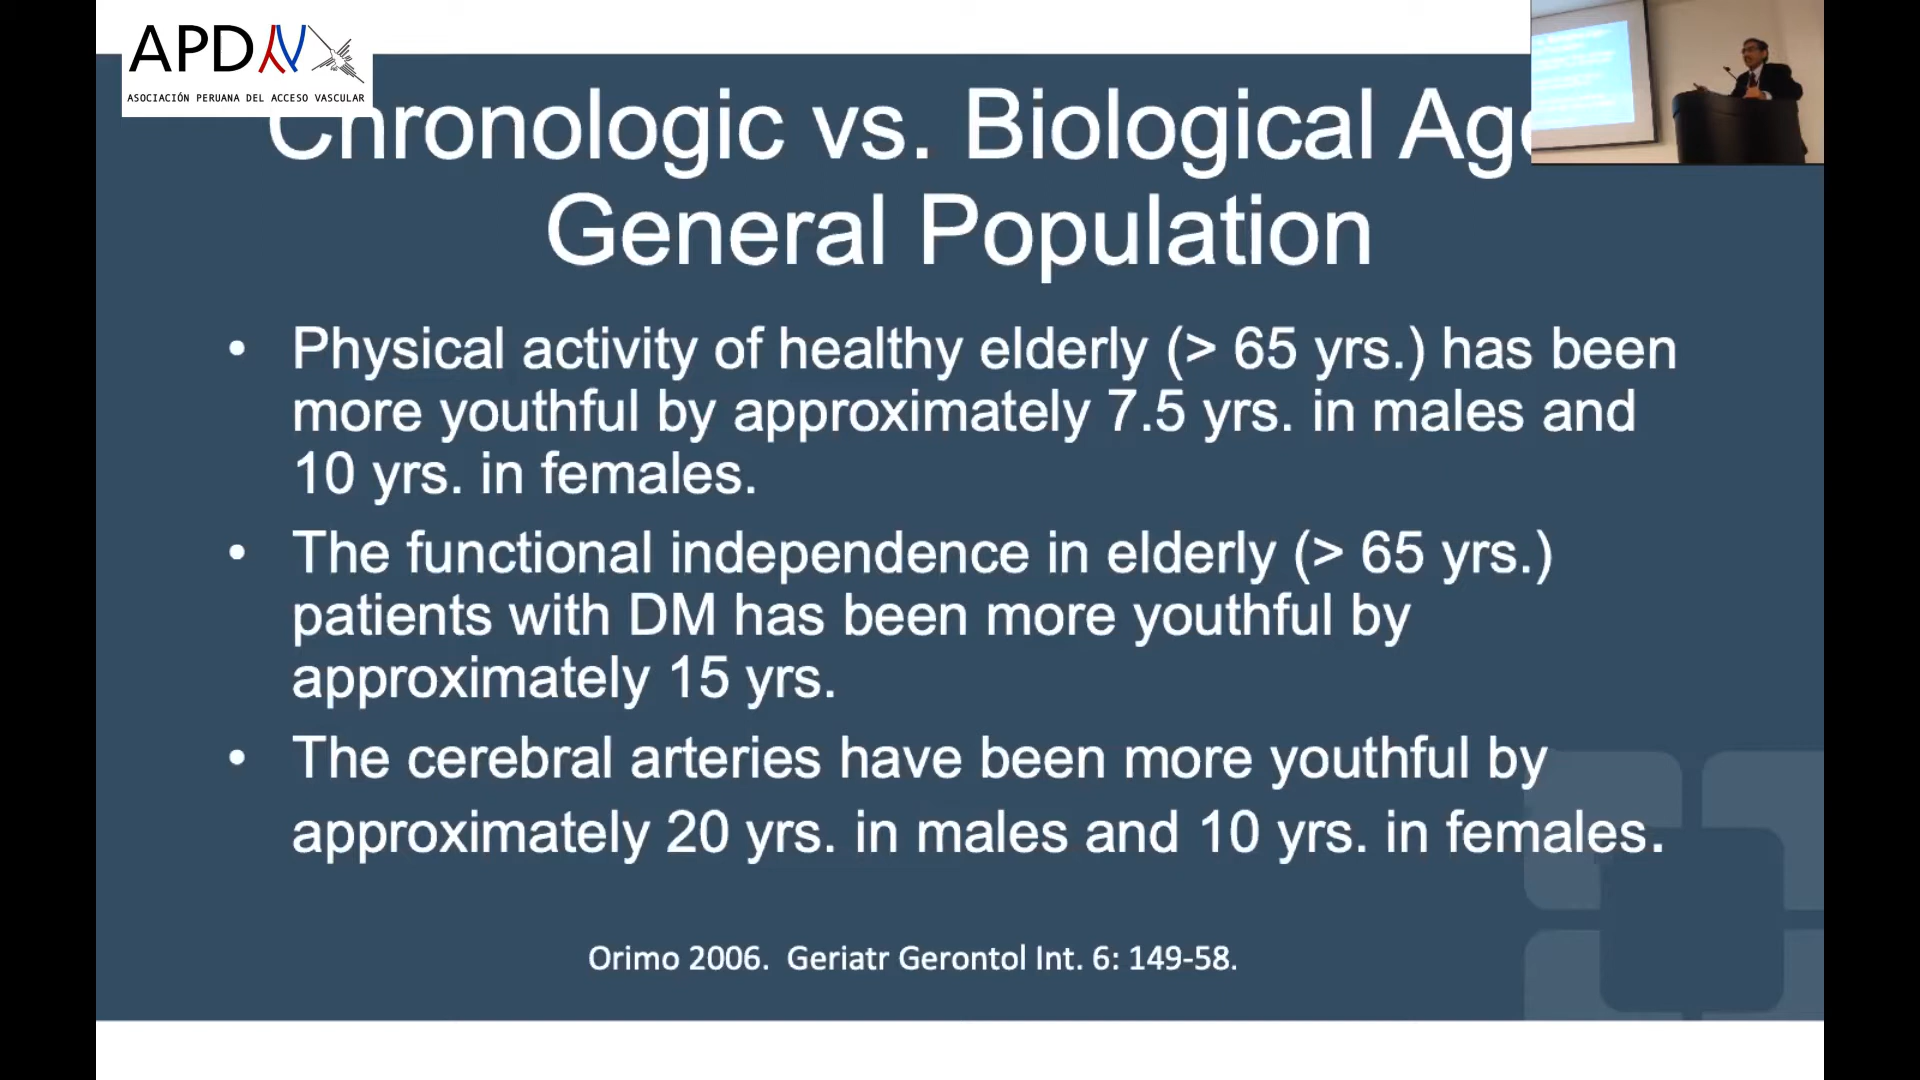 APDAV
ASOCIACIÓN PERUANA DEL ACCESO VASCULAR
Chronologic vs. Biological Age
General Population
• Physical activity of healthy elderly (> 65 yrs.) has been
more youthful by approximately 7.5 yrs. in males and
10 yrs. in females.
• The functional independence in elderly (> 65 yrs.)
patients with DM has been more youthful by
approximately 15 yrs.
• The cerebral arteries have been more youthful by
approximately 20 yrs. in males and 10 yrs. in females.
Orimo 2006. Geriatr Gerontol Int. 6: 149-58.